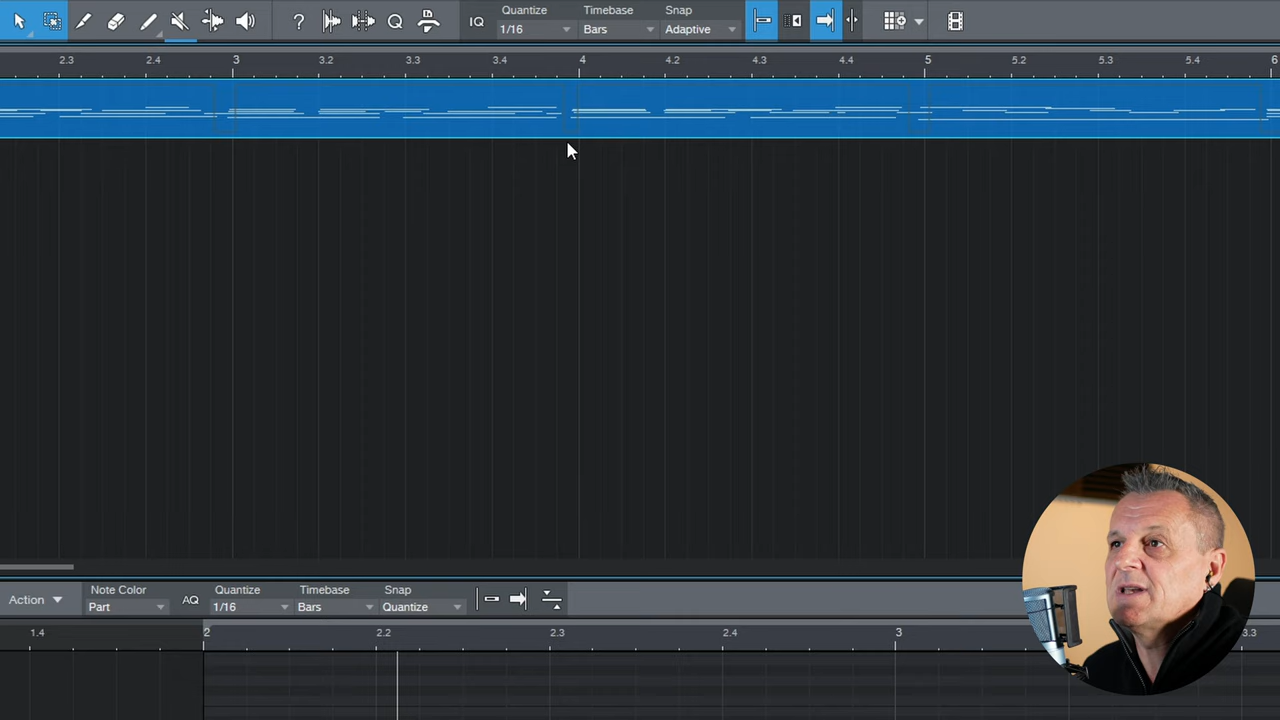 Quantize Timebase Snap
? Q IQ 1/16 Bars Adaptive
2.3 2.4 3 3.2 3.3 3.4 4 4.2 4.3 4.4 5 5.2 5.3 5.4 6
Note Color Quantize Timebase Snap
Action Part AQ 1/16 Bars Quantize
1.4 2 2.2 2.3 2.4 3 3.3